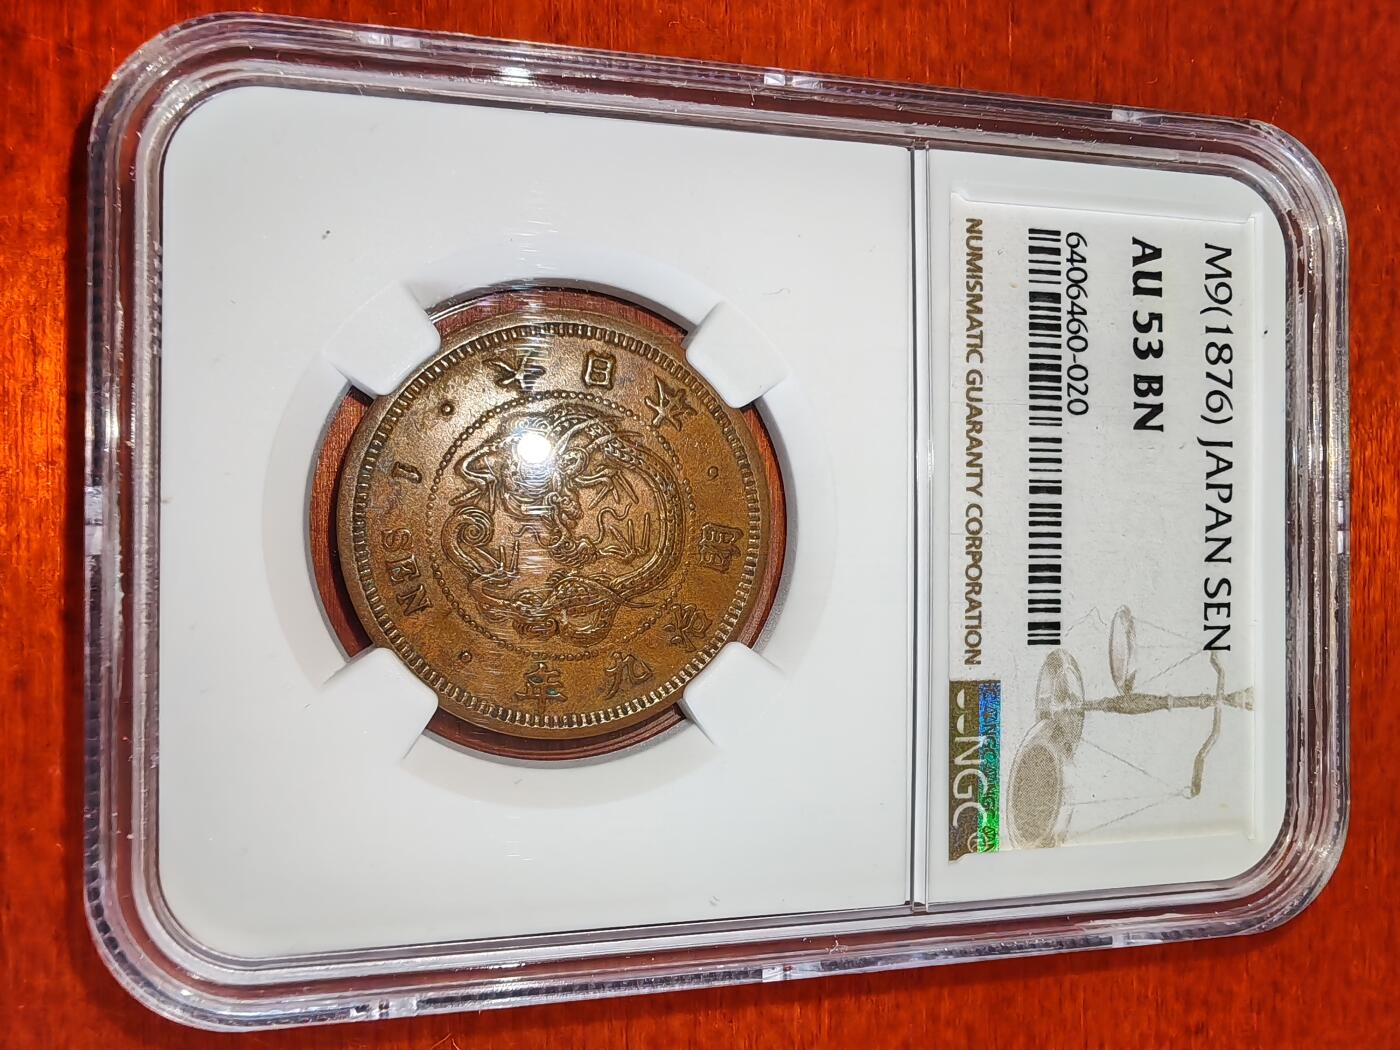 M9(1876) JAPAN SEN
AU 53 BN
6406460-020
NUMISMATIC GUARANTY CORPORATION
NGC
大日本 · 明治九年 · 1 SEN ·